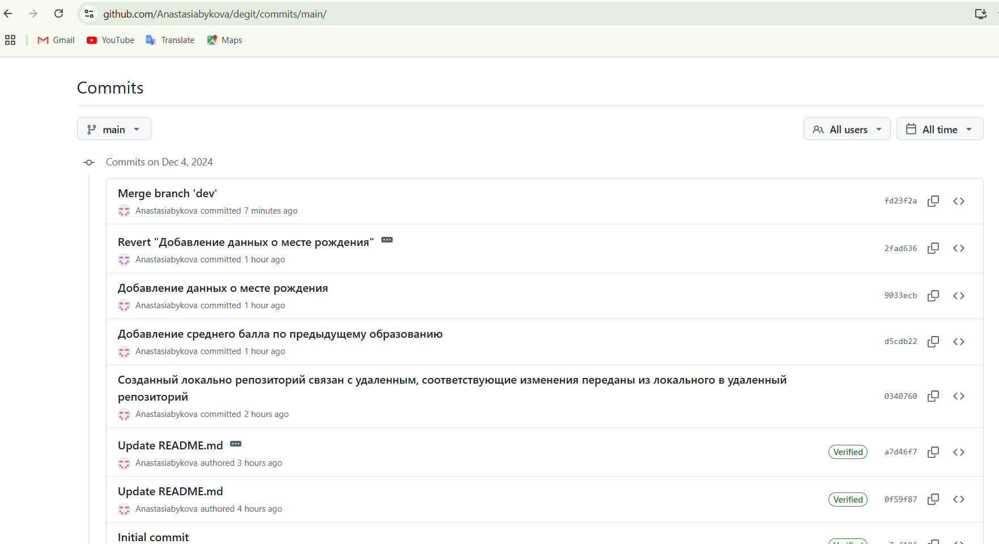 github.com/Anastasiabykova/degit/commits/main/
Gmail
YouTube
Translate
Maps
Commits
main
All users
All time
Commits on Dec 4, 2024
Merge branch 'dev'
Anastasiabykova committed 7 minutes ago
fd23f2a
Revert "Добавление данных о месте рождения"
Anastasiabykova committed 1 hour ago
2fad636
Добавление данных о месте рождения
Anastasiabykova committed 1 hour ago
9033ecb
Добавление среднего балла по предыдущему образованию
Anastasiabykova committed 1 hour ago
d5cdb22
Созданный локально репозиторий связан с удаленным, соответствующие изменения переданы из локального в удаленный
репозиторий
Anastasiabykova committed 2 hours ago
0340760
Update README.md
Anastasiabykova authored 3 hours ago
Verified
a7d46f7
Update README.md
Anastasiabykova authored 4 hours ago
Verified
0f59f87
Initial commit